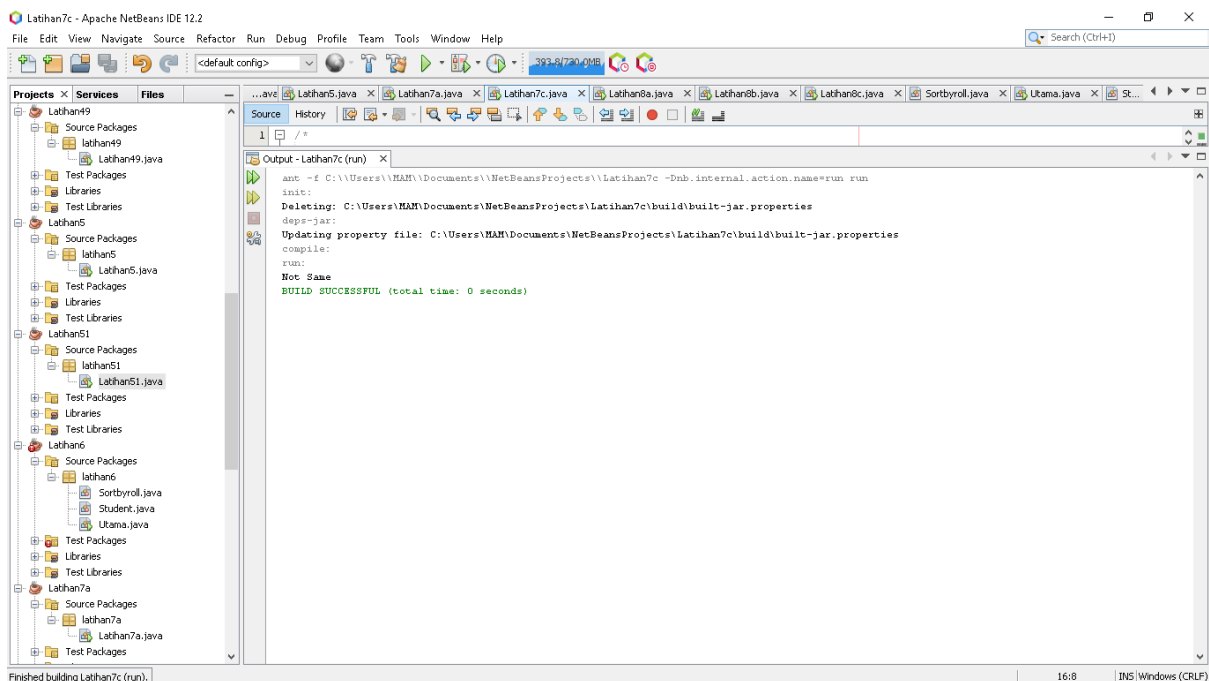 Latihan7c - Apache NetBeans IDE 12.2
File Edit View Navigate Source Refactor Run Debug Profile Team Tools Window Help
Search (Ctrl+I)
<default config>
393.8/730.0MB
Projects Services Files
...ava Latihan5.java Latihan7a.java Latihan7c.java Latihan8a.java Latihan8b.java Latihan8c.java Sortbyroll.java Utama.java St...
Source History
1 /*
Output - Latihan7c (run)
ant -f C:\\Users\\MAM\\Documents\\NetBeansProjects\\Latihan7c -Dnb.internal.action.name=run run
init:
Deleting: C:\Users\MAM\Documents\NetBeansProjects\Latihan7c\build\built-jar.properties
deps-jar:
Updating property file: C:\Users\MAM\Documents\NetBeansProjects\Latihan7c\build\built-jar.properties
compile:
run:
Not Same
BUILD SUCCESSFUL (total time: 0 seconds)
Latihan49
Source Packages
latihan49
Latihan49.java
Test Packages
Libraries
Test Libraries
Latihan5
Source Packages
latihan5
Latihan5.java
Test Packages
Libraries
Test Libraries
Latihan51
Source Packages
latihan51
Latihan51.java
Test Packages
Libraries
Test Libraries
Latihan6
Source Packages
latihan6
Sortbyroll.java
Student.java
Utama.java
Test Packages
Libraries
Test Libraries
Latihan7a
Source Packages
latihan7a
Latihan7a.java
Test Packages
Finished building Latihan7c (run).
16:8 INS Windows (CRLF)